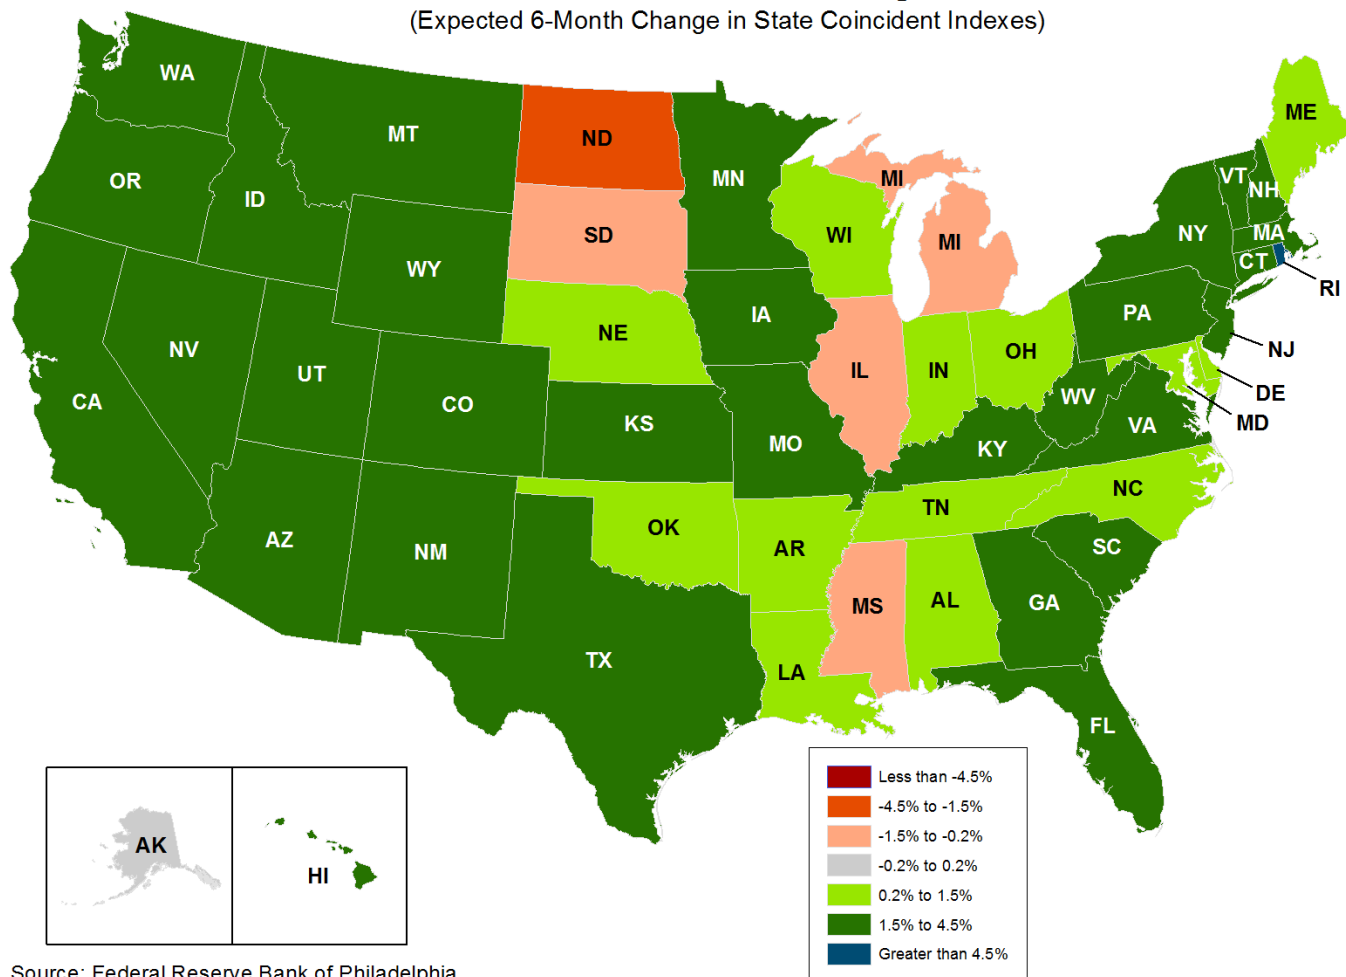 (Expected 6-Month Change in State Coincident Indexes)
WA
MT
ND
MN
ME
OR
ID
SD
WI
MI
MI
VT
NH
NY
MA
CT
RI
WY
NE
IA
PA
NJ
NV
UT
CO
IL
IN
OH
DE
MD
CA
KS
MO
WV
VA
KY
AZ
NM
OK
AR
TN
NC
SC
MS
AL
GA
TX
LA
FL
AK
HI
Less than -4.5%
-4.5% to -1.5%
-1.5% to -0.2%
-0.2% to 0.2%
0.2% to 1.5%
1.5% to 4.5%
Greater than 4.5%
Source: Federal Reserve Bank of Philadelphia